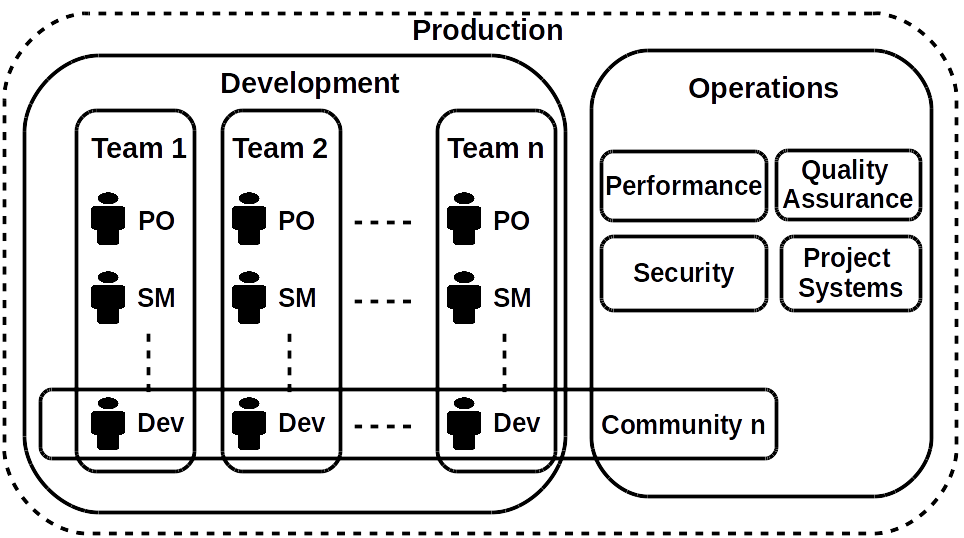 Production
Development
Operations
Team 1
Team 2
Team n
PO
PO
PO
SM
SM
SM
Dev
Dev
Dev
Performance
Quality
Assurance
Security
Project
Systems
Community n